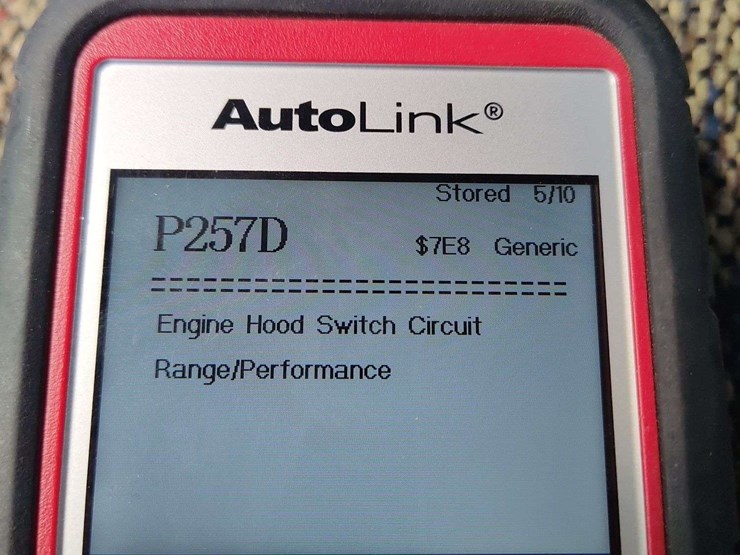 AutoLink®
Stored 5/10
P257D $7E8 Generic
==========================
Engine Hood Switch Circuit
Range/Performance